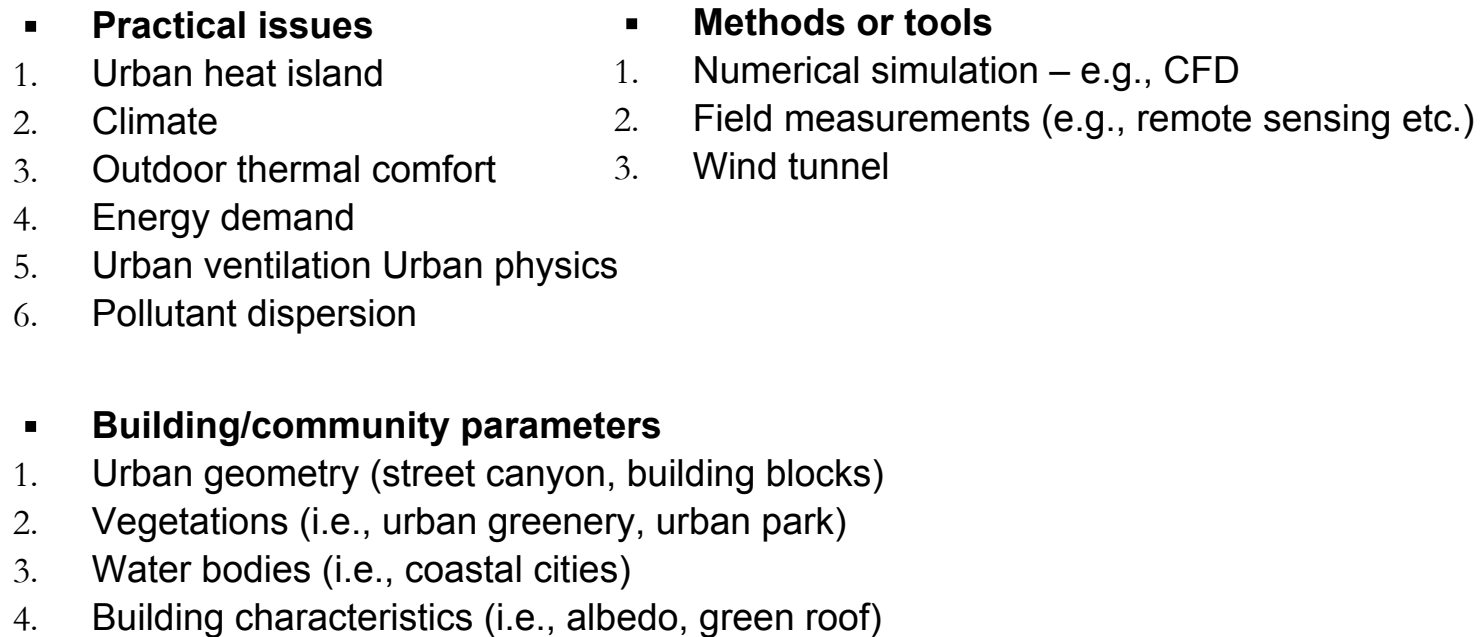 ▪ Practical issues
1. Urban heat island
2. Climate
3. Outdoor thermal comfort
4. Energy demand
5. Urban ventilation Urban physics
6. Pollutant dispersion
▪ Methods or tools
1. Numerical simulation – e.g., CFD
2. Field measurements (e.g., remote sensing etc.)
3. Wind tunnel
▪ Building/community parameters
1. Urban geometry (street canyon, building blocks)
2. Vegetations (i.e., urban greenery, urban park)
3. Water bodies (i.e., coastal cities)
4. Building characteristics (i.e., albedo, green roof)